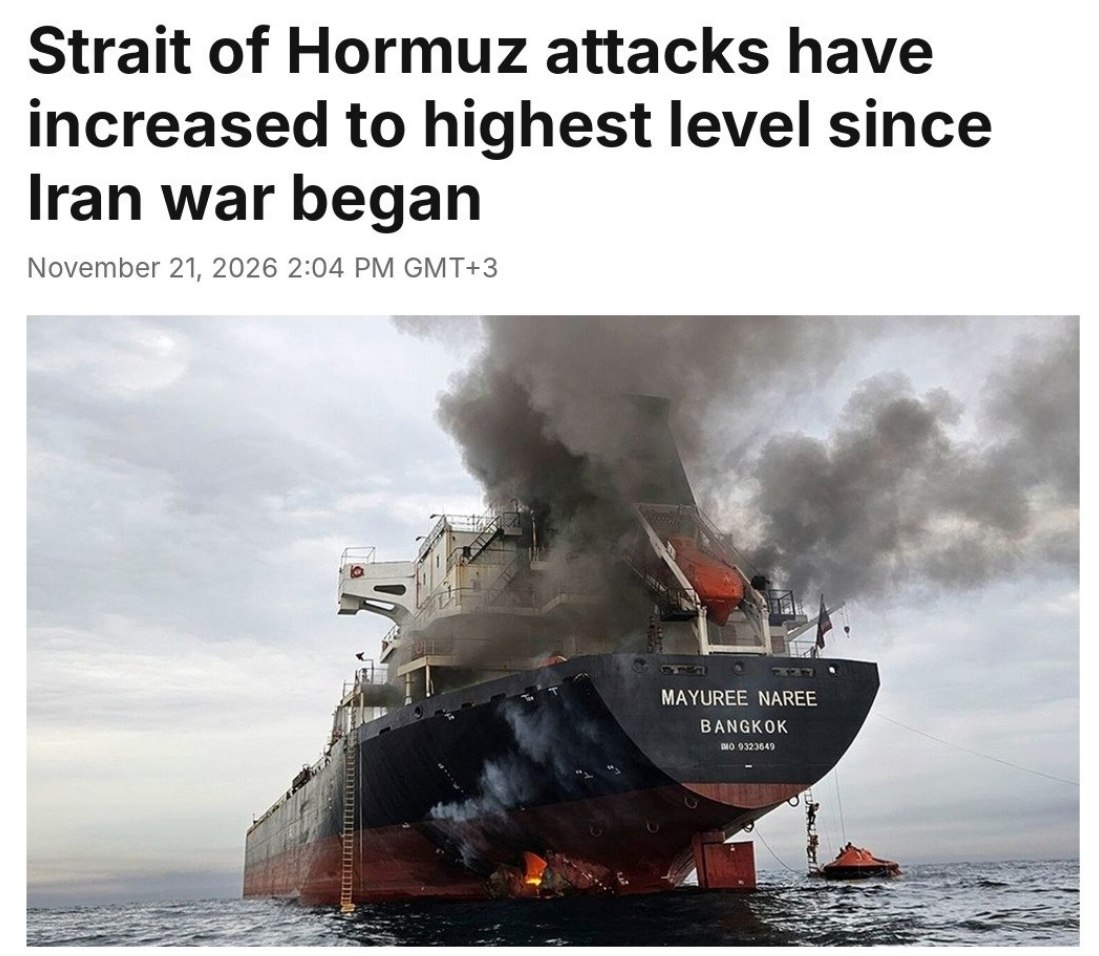 Strait of Hormuz attacks have
increased to highest level since
Iran war began
November 21, 2026 2:04 PM GMT+3
MAYUREE NAREE
BANGKOK
IMO 9323649